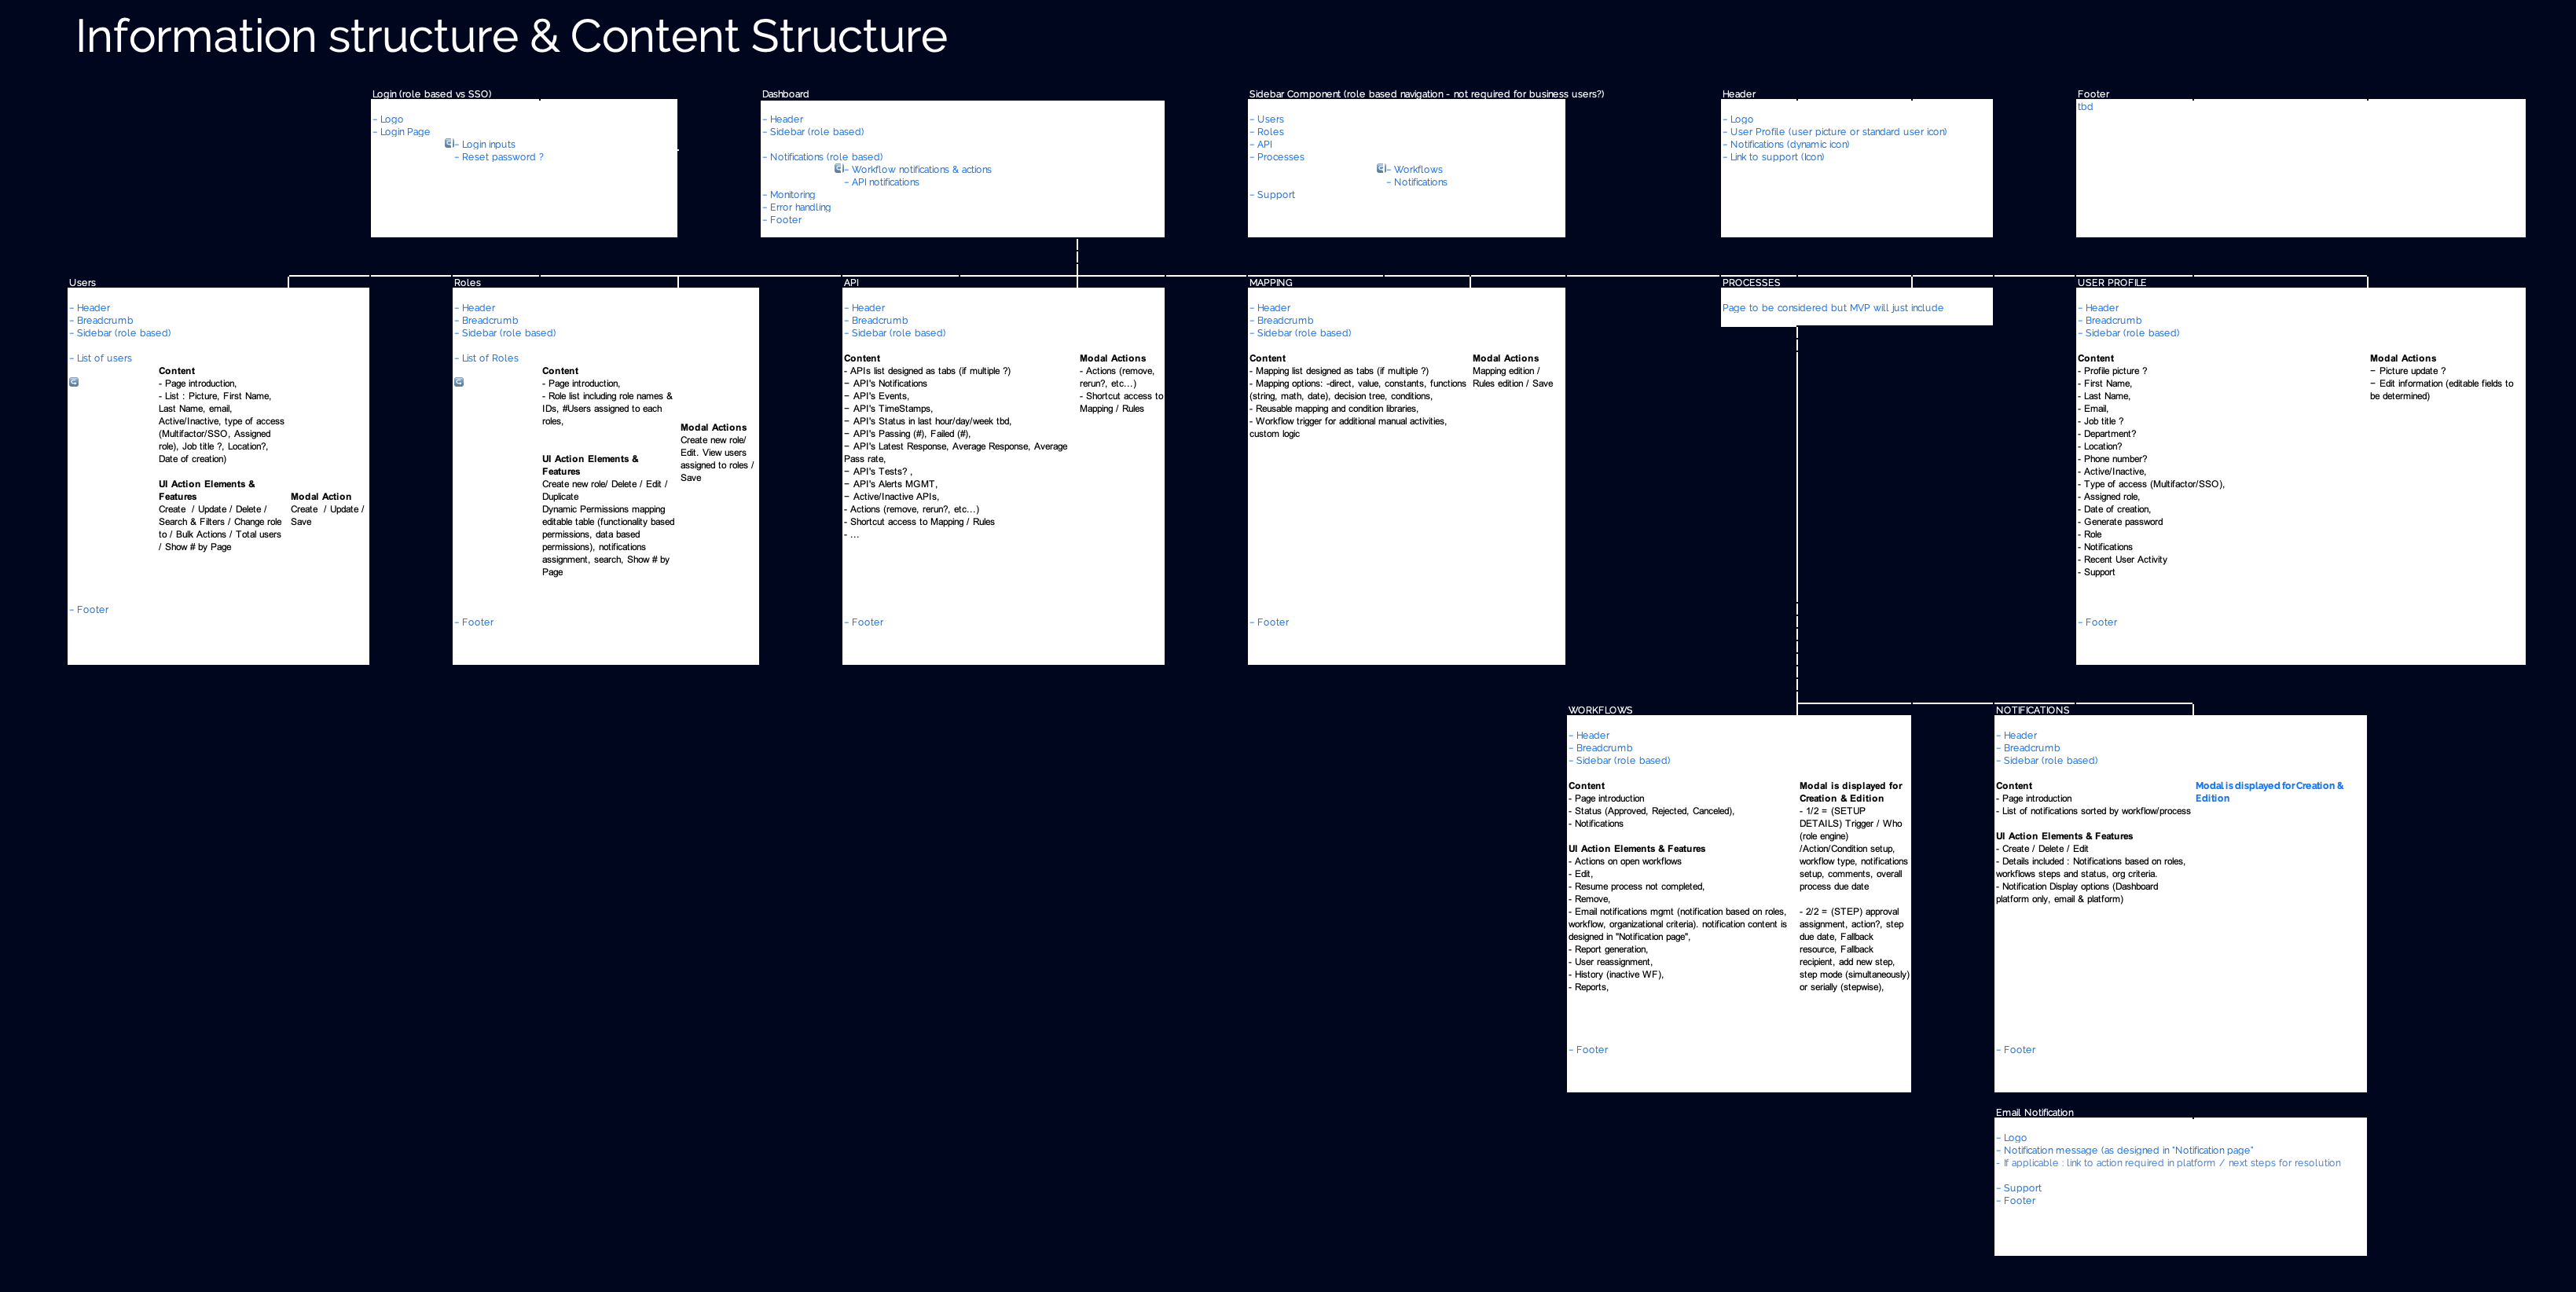 Information structure & Content Structure
Login (role based vs SSO)
– Logo
– Login Page
– Login inputs
– Reset password ?
Dashboard
– Header
– Sidebar (role based)
– Notifications (role based)
– Workflow notifications & actions
– API notifications
– Monitoring
– Error handling
– Footer
Sidebar Component (role based navigation - not required for business users?)
– Users
– Roles
– API
– Processes
– Workflows
– Notifications
– Support
Header
– Logo
– User Profile (user picture or standard user icon)
– Notifications (dynamic icon)
– Link to support (Icon)
Footer
tbd
Users
– Header
– Breadcrumb
– Sidebar (role based)
– List of users
Content
- Page introduction,
- List : Picture, First Name,
Last Name, email,
Active/Inactive, type of access
(Multifactor/SSO, Assigned
role), Job title ?, Location?,
Date of creation)
UI Action Elements &
Features
Create / Update / Delete /
Search & Filters / Change role
to / Bulk Actions / Total users
/ Show # by Page
Modal Action
Create / Update /
Save
– Footer
Roles
– Header
– Breadcrumb
– Sidebar (role based)
– List of Roles
Content
- Page introduction,
- Role list including role names &
IDs, #Users assigned to each
roles,
UI Action Elements &
Features
Create new role/ Delete / Edit /
Duplicate
Dynamic Permissions mapping
editable table (functionality based
permissions, data based
permissions), notifications
assignment, search, Show # by
Page
Modal Actions
Create new role/
Edit. View users
assigned to roles /
Save
– Footer
API
– Header
– Breadcrumb
– Sidebar (role based)
Content
- APIs list designed as tabs (if multiple ?)
– API's Notifications
– API's Events,
– API's TimeStamps,
– API's Status in last hour/day/week tbd,
– API's Passing (#), Failed (#),
– API's Latest Response, Average Response, Average
Pass rate,
– API's Tests? ,
– API's Alerts MGMT,
– Active/Inactive APIs,
- Actions (remove, rerun?, etc...)
- Shortcut access to Mapping / Rules
- ...
Modal Actions
- Actions (remove,
rerun?, etc...)
- Shortcut access to
Mapping / Rules
– Footer
MAPPING
– Header
– Breadcrumb
– Sidebar (role based)
Content
- Mapping list designed as tabs (if multiple ?)
- Mapping options: -direct, value, constants, functions
(string, math, date), decision tree, conditions,
- Reusable mapping and condition libraries,
- Workflow trigger for additional manual activities,
custom logic
Modal Actions
Mapping edition /
Rules edition / Save
– Footer
PROCESSES
Page to be considered but MVP will just include
USER PROFILE
– Header
– Breadcrumb
– Sidebar (role based)
Content
- Profile picture ?
- First Name,
- Last Name,
- Email,
- Job title ?
- Department?
- Location?
- Phone number?
- Active/Inactive,
- Type of access (Multifactor/SSO),
- Assigned role,
- Date of creation,
- Generate password
- Role
- Notifications
- Recent User Activity
- Support
Modal Actions
– Picture update ?
– Edit information (editable fields to
be determined)
– Footer
WORKFLOWS
– Header
– Breadcrumb
– Sidebar (role based)
Content
- Page introduction
- Status (Approved, Rejected, Canceled),
- Notifications
UI Action Elements & Features
- Actions on open workflows
- Edit,
- Resume process not completed,
- Remove,
- Email notifications mgmt (notification based on roles,
workflow, organizational criteria). notification content is
designed in "Notification page",
- Report generation,
- User reassignment,
- History (inactive WF),
- Reports,
Modal is displayed for
Creation & Edition
- 1/2 = (SETUP
DETAILS) Trigger / Who
(role engine)
/Action/Condition setup,
workflow type, notifications
setup, comments, overall
process due date
- 2/2 = (STEP) approval
assignment, action?, step
due date, Fallback
resource, Fallback
recipient, add new step,
step mode (simultaneously)
or serially (stepwise),
– Footer
NOTIFICATIONS
– Header
– Breadcrumb
– Sidebar (role based)
Content
- Page introduction
- List of notifications sorted by workflow/process
UI Action Elements & Features
- Create / Delete / Edit
- Details included : Notifications based on roles,
workflows steps and status, org criteria.
- Notification Display options (Dashboard
platform only, email & platform)
Modal is displayed for Creation &
Edition
– Footer
Email Notification
– Logo
– Notification message (as designed in "Notification page"
- If applicable : link to action required in platform / next steps for resolution
– Support
– Footer